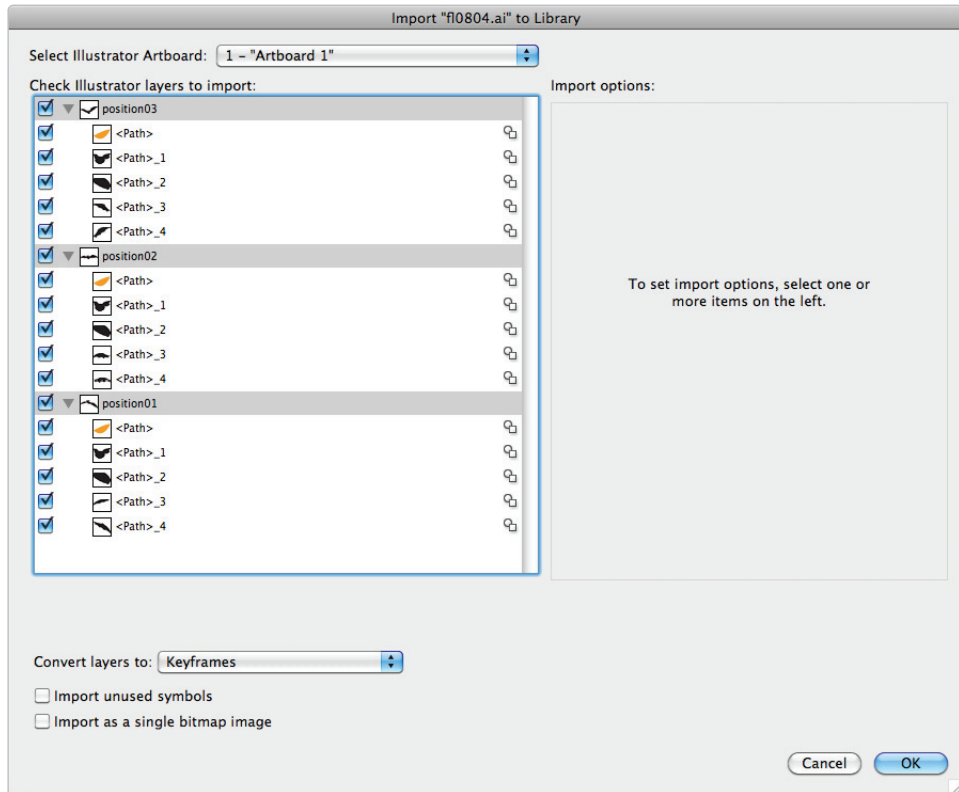 Import "fl0804.ai" to Library
Select Illustrator Artboard: 1 – "Artboard 1"
Check Illustrator layers to import:
Import options:
position03
<Path>
<Path>_1
<Path>_2
<Path>_3
<Path>_4
position02
<Path>
<Path>_1
<Path>_2
<Path>_3
<Path>_4
position01
<Path>
<Path>_1
<Path>_2
<Path>_3
<Path>_4
To set import options, select one or
more items on the left.
Convert layers to: Keyframes
Import unused symbols
Import as a single bitmap image
Cancel OK